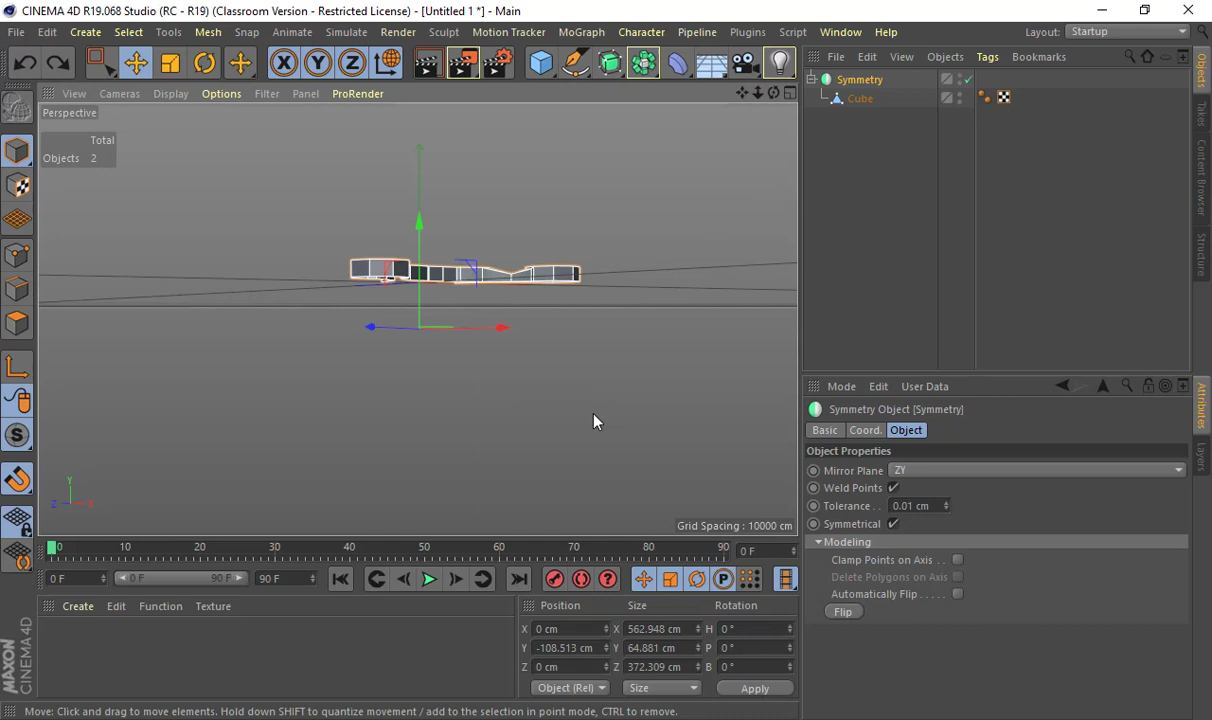 CINEMA 4D R19.068 Studio (RC - R19) (Classroom Version - Restricted License) - [Untitled 1 *] - Main
File Edit Create Select Tools Mesh Snap Animate Simulate Render Sculpt Motion Tracker MoGraph Character Pipeline Plugins Script Window Help Layout: Startup
X Y Z
File Edit View Objects Tags Bookmarks
View Cameras Display Options Filter Panel ProRender
Symmetry
Cube
Perspective
Total
Objects 2
Objects
Takes
Content Browser
Structure
Mode Edit User Data
Symmetry Object [Symmetry]
Basic Coord. Object
Object Properties
Mirror Plane ZY
Weld Points
Tolerance . . 0.01 cm
Symmetrical
Modeling
Clamp Points on Axis . .
Delete Polygons on Axis
Automatically Flip . . . . .
Flip
Attributes
Layers
S
Y
Z X
Grid Spacing : 10000 cm
0 10 20 30 40 50 60 70 80 90 0 F
0 F 0 F 90 F 90 F
P
Create Edit Function Texture
Position Size Rotation
X 0 cm X 562.948 cm H 0 °
Y -108.513 cm Y 64.881 cm P 0 °
Z 0 cm Z 372.309 cm B 0 °
Object (Rel) Size Apply
MAXON
CINEMA 4D
Move: Click and drag to move elements. Hold down SHIFT to quantize movement / add to the selection in point mode, CTRL to remove.